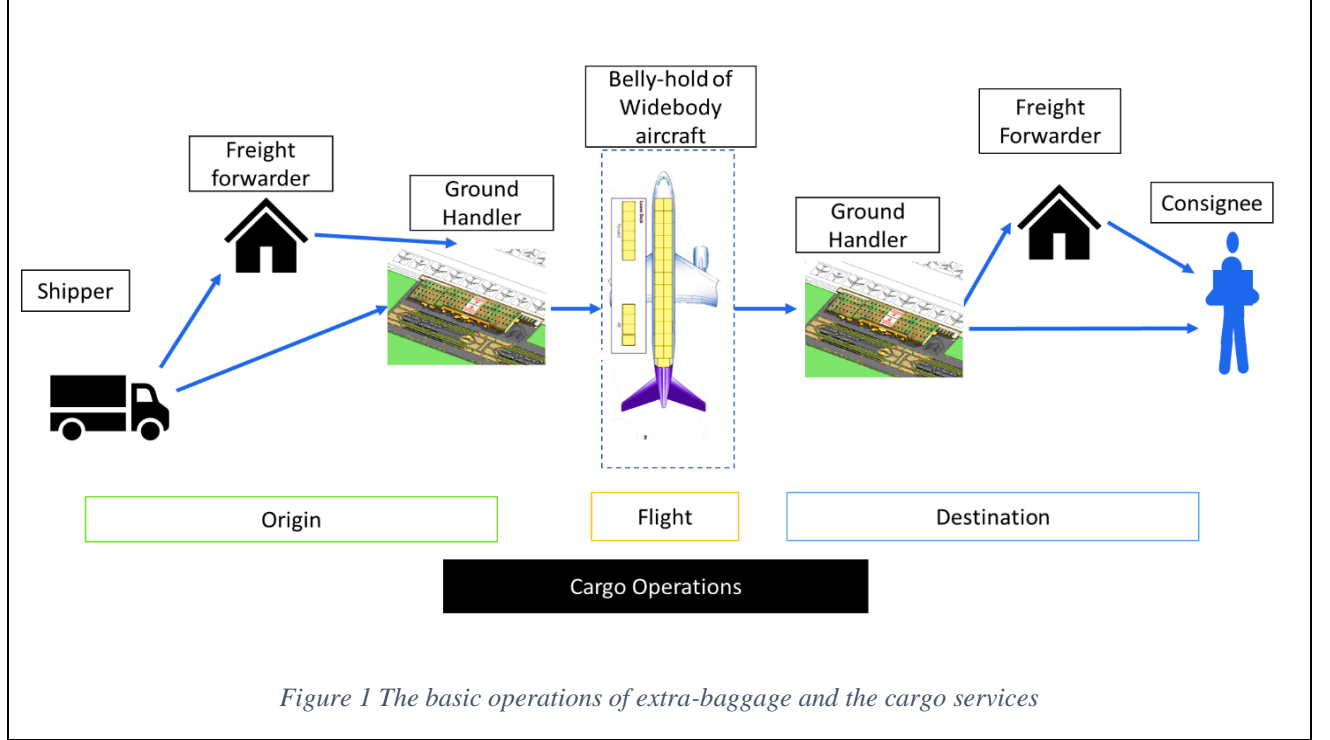 Belly-hold of
Widebody
aircraft
Freight
Forwarder
Freight
forwarder
Ground
Handler
Ground
Handler
Consignee
Shipper
Origin
Flight
Destination
Cargo Operations
Figure 1 The basic operations of extra-baggage and the cargo services